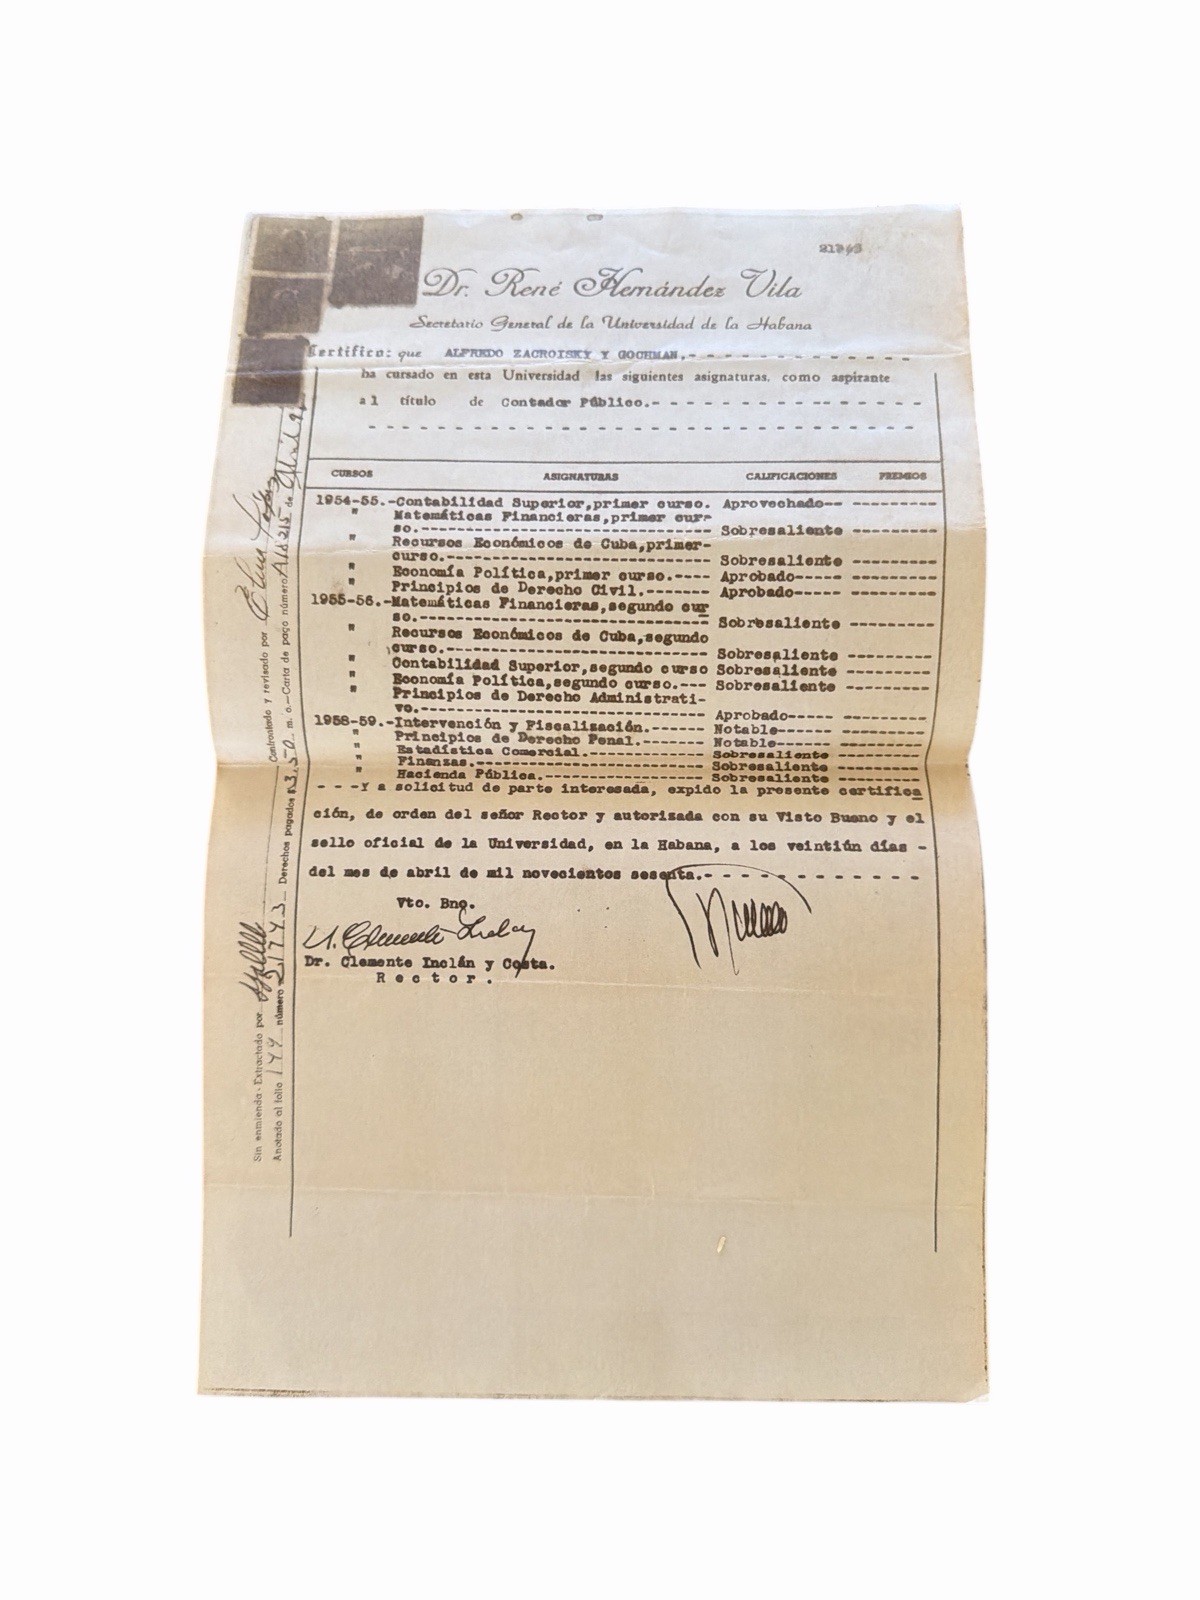 Dr. René Hernández Vila
Secretario General de la Universidad de la Habana
Certifico: que ALFREDO ZACROISKY Y GOCHMAN,- - - - - - - - - - - - -
ha cursado en esta Universidad las siguientes asignaturas, como aspirante
al título de Contador Público.- - - - - - - - - - - - - - - - - -
CURSOS ASIGNATURAS CALIFICACIONES PREMIOS
1954-55.-Contabilidad Superior,primer curso. Aprovechado--
" Matemáticas Financieras,primer cur-
so.------------------------------ Sobresaliente ---------
" Recursos Económicos de Cuba,primer-
curso.--------------------------- Sobresaliente ---------
" Economía Política,primer curso.---- Aprobado----- ---------
" Principios de Derecho Civil.------- Aprobado----- ---------
1955-56.-Matemáticas Financieras,segundo cur
so.------------------------------ Sobresaliente ---------
" Recursos Económicos de Cuba,segundo
curso.--------------------------- Sobresaliente ---------
" Contabilidad Superior,segundo curso Sobresaliente ---------
" Economía Política,segundo curso.--- Sobresaliente ---------
" Principios de Derecho Administrati-
vo.------------------------------ Aprobado----- ---------
1958-59.-Intervención y Fiscalización.------ Notable------ ---------
" Principios de Derecho Penal.------- Notable------ ---------
" Estadística Comercial.------------- Sobresaliente ---------
" Finanzas.-------------------------- Sobresaliente ---------
" Hacienda Pública.------------------ Sobresaliente ---------
- - -Y a solicitud de parte interesada, expido la presente certifica
ción, de orden del señor Rector y autorizada con su Visto Bueno y el
sello oficial de la Universidad, en la Habana, a los veintiún días -
del mes de abril de mil novecientos sesenta.- - - - - - - - - - - -
Vto. Bno.
Dr. Clemente Inclán y Costa.
Rector.
Confrontado y revisado por
Derechos pagados $3.50 m. o.—Carta de pago número de
Sin enmienda - Extractado por
Anotado al folio 144 número